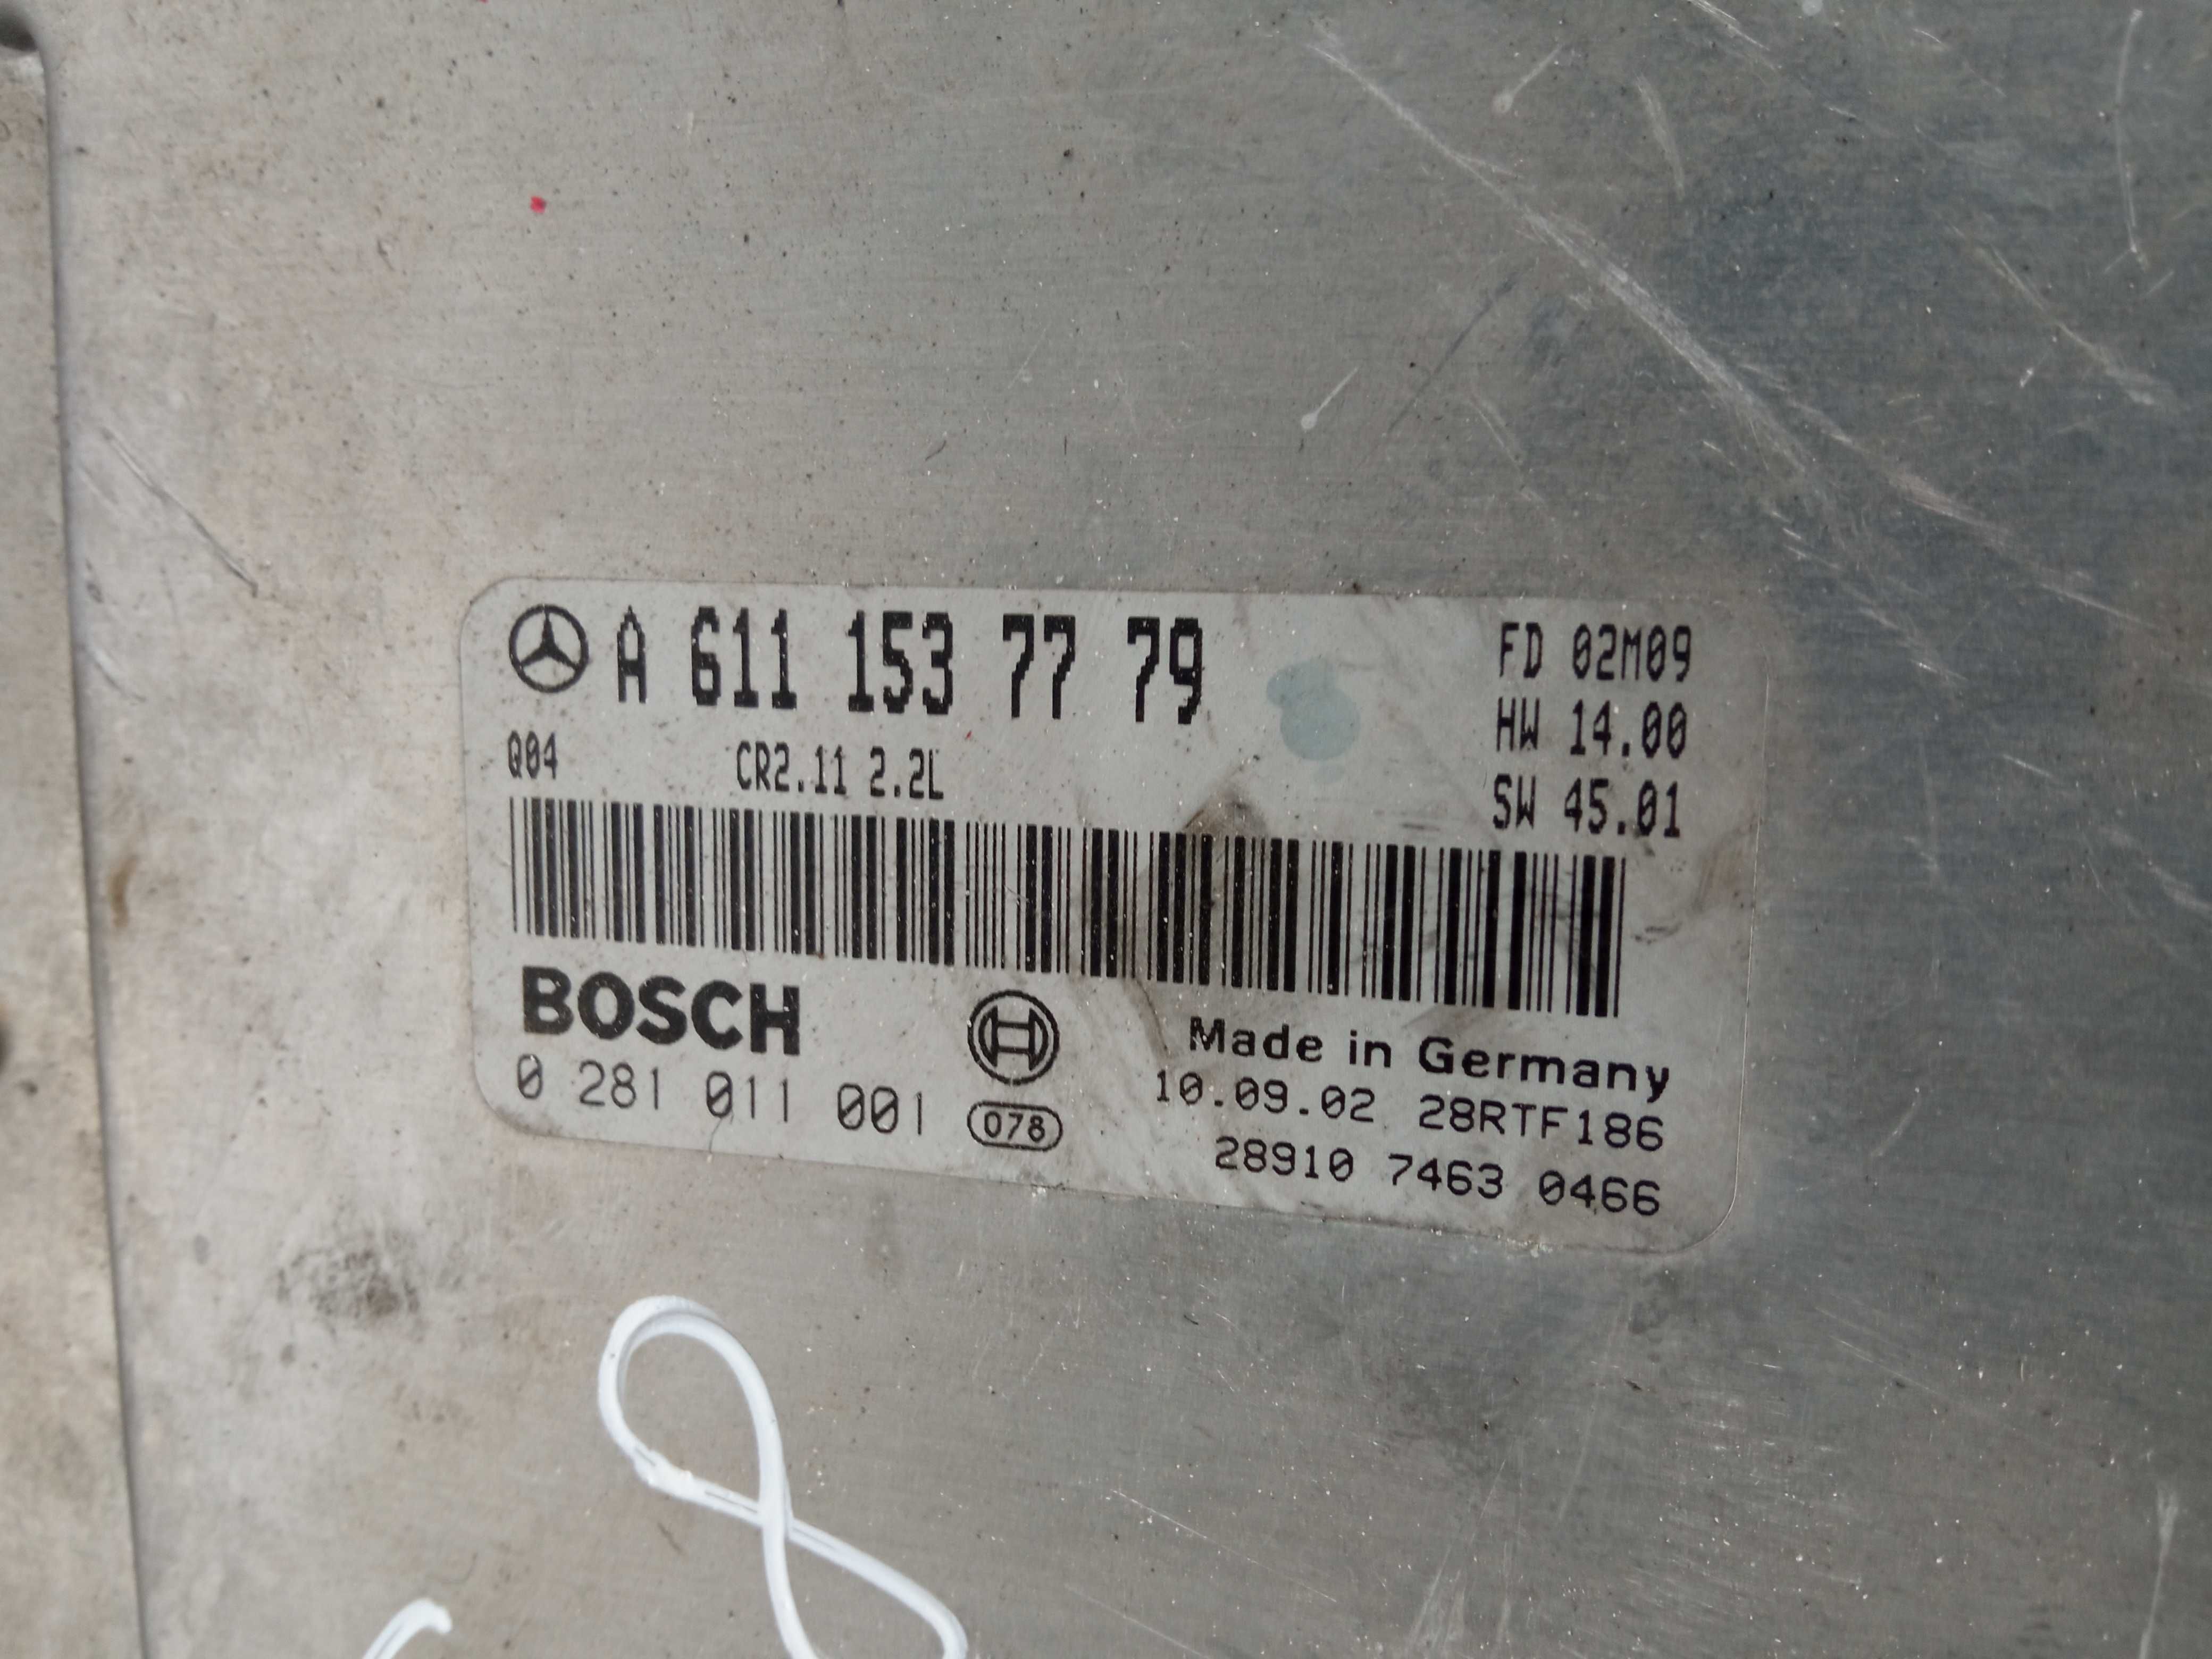 A 611 153 77 79
FD 02M09
HW 14.00
Q04 CR2.11 2.2L
SW 45.01
BOSCH
Made in Germany
0 281 011 001
078
10.09.02 28RTF186
28910 7463 0466
8